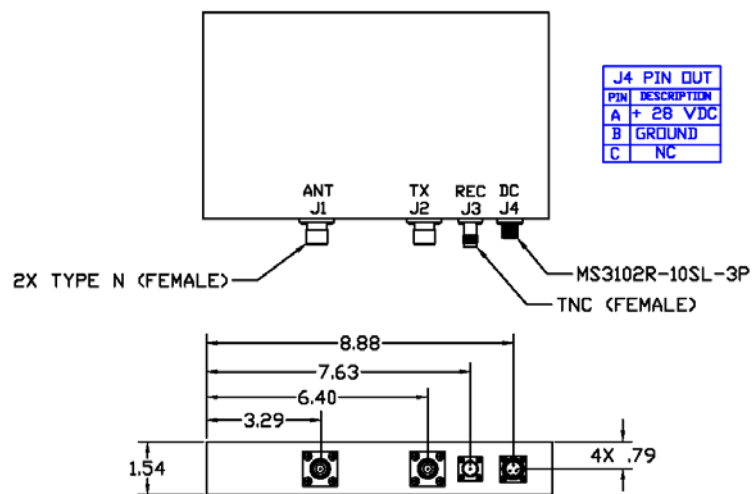 J4 PIN OUT
PIN DESCRIPTION
A + 28 VDC
B GROUND
C NC
ANT TX REC DC
J1 J2 J3 J4
2X TYPE N (FEMALE)
MS3102R-10SL-3P
TNC (FEMALE)
8.88
7.63
6.40
3.29
1.54
4X .79